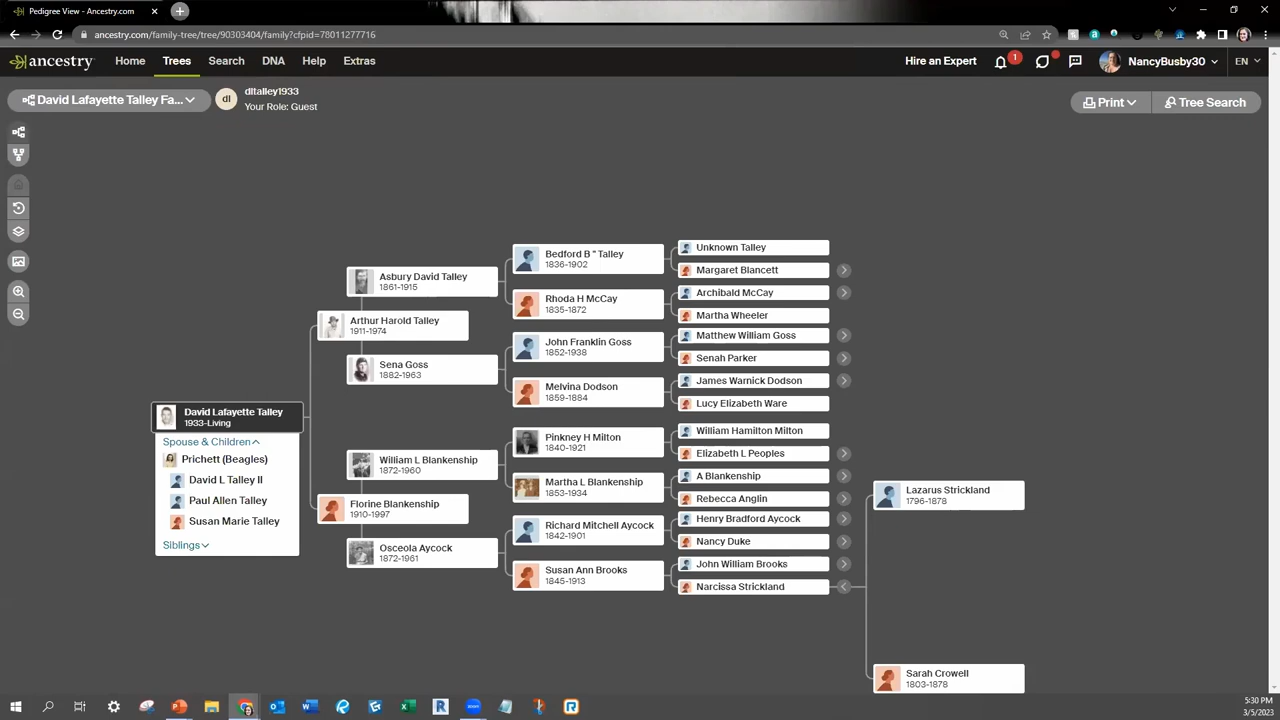 Pedigree View - Ancestry.com
ancestry.com/family-tree/tree/90303404/family?cfpid=78011277716
ancestry
Home
Trees
Search
DNA
Help
Extras
Hire an Expert
1
NancyBusby30
EN
David Lafayette Talley Fa...
dl
dltalley1933
Your Role: Guest
Print
Tree Search
David Lafayette Talley
1933-Living
Spouse & Children
Prichett (Beagles)
David L Talley II
Paul Allen Talley
Susan Marie Talley
Siblings
Arthur Harold Talley
1911-1974
Florine Blankenship
1910-1997
Asbury David Talley
1861-1915
Sena Goss
1882-1963
William L Blankenship
1872-1960
Osceola Aycock
1872-1961
Bedford B " Talley
1836-1902
Rhoda H McCay
1835-1872
John Franklin Goss
1852-1938
Melvina Dodson
1859-1884
Pinkney H Milton
1840-1921
Martha L Blankenship
1853-1934
Richard Mitchell Aycock
1842-1901
Susan Ann Brooks
1845-1913
Unknown Talley
Margaret Blancett
Archibald McCay
Martha Wheeler
Matthew William Goss
Senah Parker
James Warnick Dodson
Lucy Elizabeth Ware
William Hamilton Milton
Elizabeth L Peoples
A Blankenship
Rebecca Anglin
Henry Bradford Aycock
Nancy Duke
John William Brooks
Narcissa Strickland
Lazarus Strickland
1796-1878
Sarah Crowell
1803-1878
5:30 PM
3/5/2023